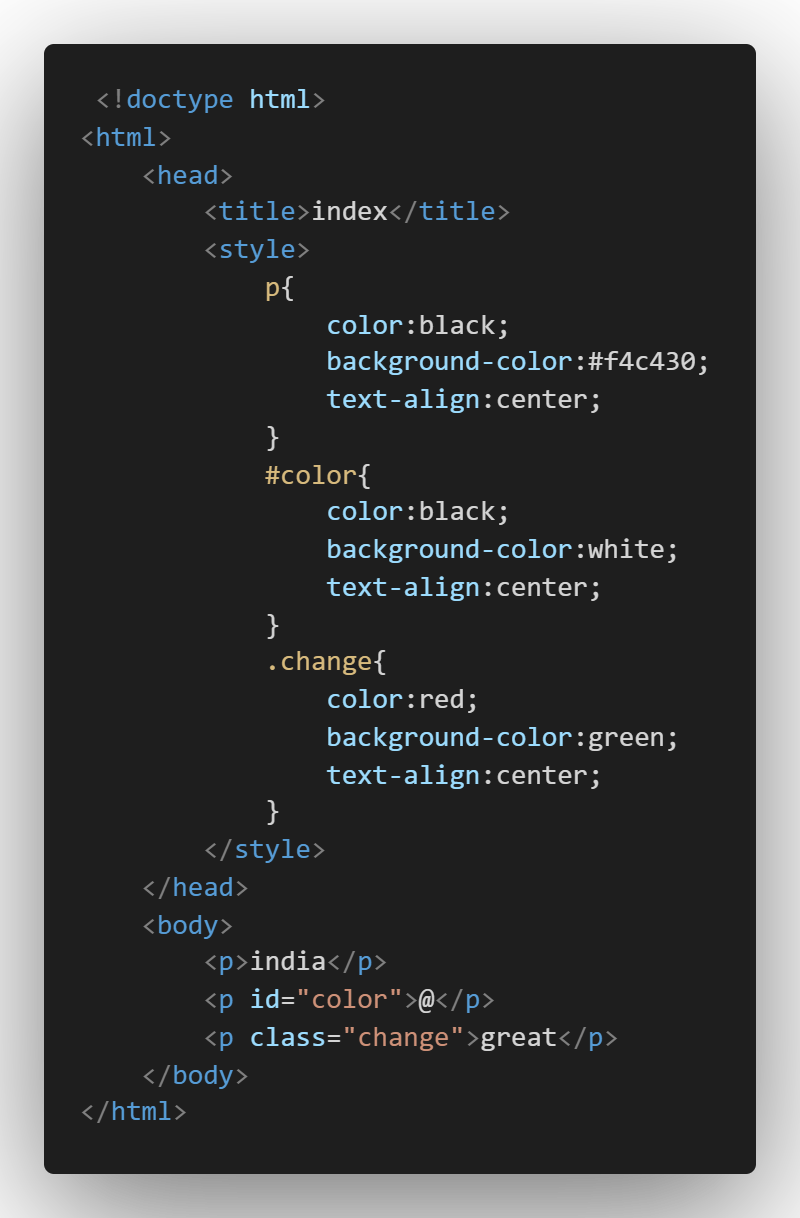 <!doctype html>
<html>
    <head>
        <title>index</title>
        <style>
            p{
                color:black;
                background-color:#f4c430;
                text-align:center;
            }
            #color{
                color:black;
                background-color:white;
                text-align:center;
            }
            .change{
                color:red;
                background-color:green;
                text-align:center;
            }
        </style>
    </head>
    <body>
        <p>india</p>
        <p id="color">@</p>
        <p class="change">great</p>
    </body>
</html>